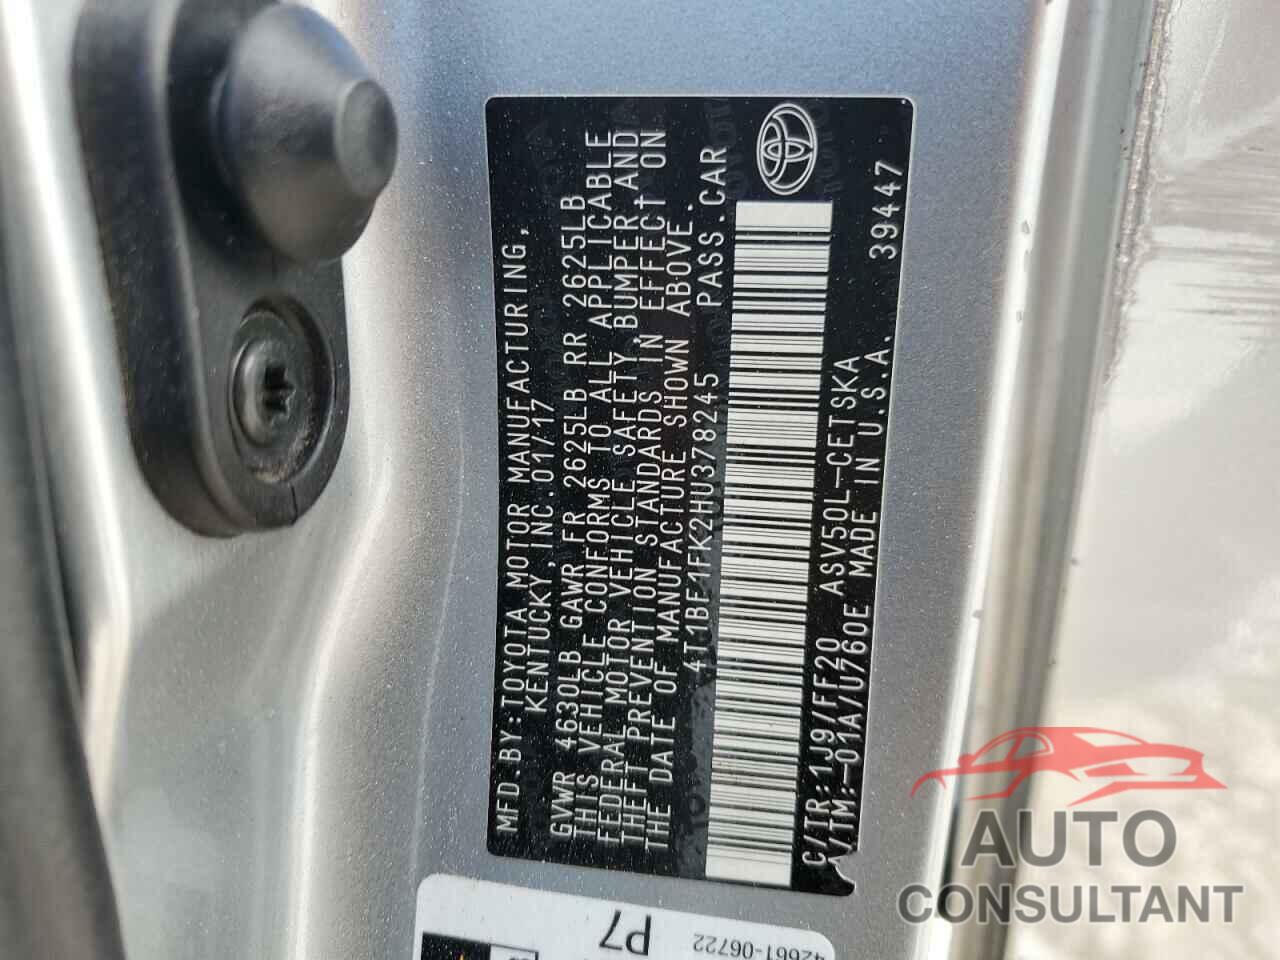 MFD.BY:TOYOTA MOTOR MANUFACTURING,
KENTUCKY,INC.01/17
GVWR 4630LB GAWR FR 2625LB RR 2625LB
THIS VEHICLE CONFORMS TO ALL APPLICABLE
FEDERAL MOTOR VEHICLE SAFETY,BUMPER,AND
THEFT PREVENTION STANDARDS IN EFFECT ON
THE DATE OF MANUFACTURE SHOWN ABOVE.
4T1BF1FK2HU378245 PASS.CAR
C/TR:1J9/FF20 ASV50L-CETSKA 39447
A/TM:-01A/U760E MADE IN U.S.A.
P7
42661-06722
AUTO
CONSULTANT